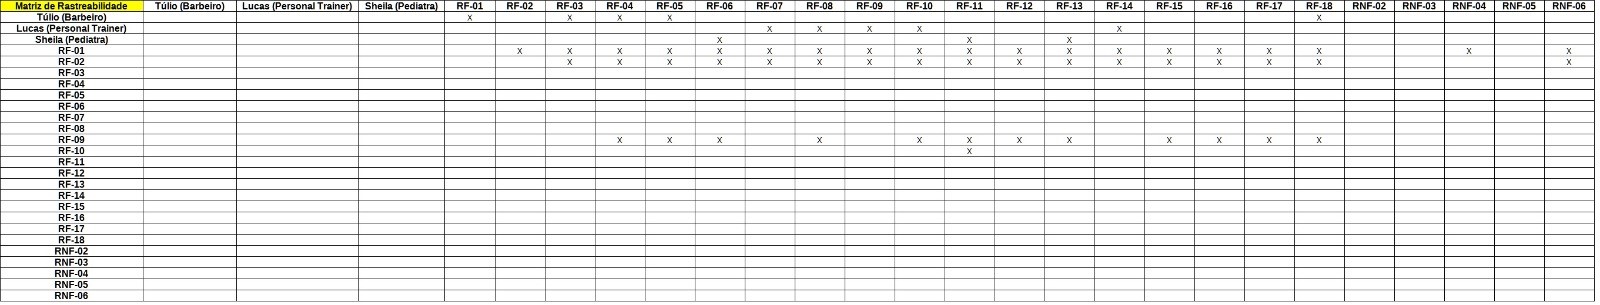 Matriz de Rastreabilidade Túlio (Barbeiro) Lucas (Personal Trainer) Sheila (Pediatra) RF-01 RF-02 RF-03 RF-04 RF-05 RF-06 RF-07 RF-08 RF-09 RF-10 RF-11 RF-12 RF-13 RF-14 RF-15 RF-16 RF-17 RF-18 RNF-02 RNF-03 RNF-04 RNF-05 RNF-06
Túlio (Barbeiro) X X X X X
Lucas (Personal Trainer) X X X X X
Sheila (Pediatra) X X X
RF-01 X X X X X X X X X X X X X X X X X X X
RF-02 X X X X X X X X X X X X X X X X X
RF-03
RF-04
RF-05
RF-06
RF-07
RF-08
RF-09 X X X X X X X X X X X X
RF-10 X
RF-11
RF-12
RF-13
RF-14
RF-15
RF-16
RF-17
RF-18
RNF-02
RNF-03
RNF-04
RNF-05
RNF-06